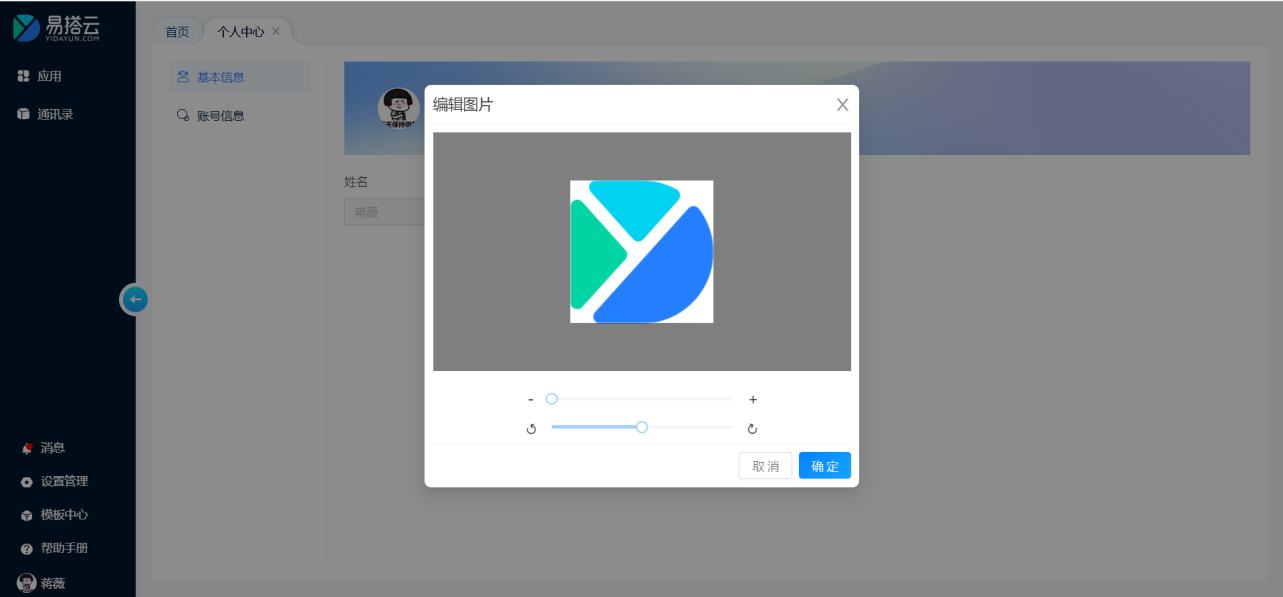 易搭云
YIDAYUN.COM
首页
个人中心
应用
通讯录
基本信息
账号信息
姓名
蒋薇
编辑图片
-
+
取消
确定
消息
设置管理
模板中心
帮助手册
蒋薇